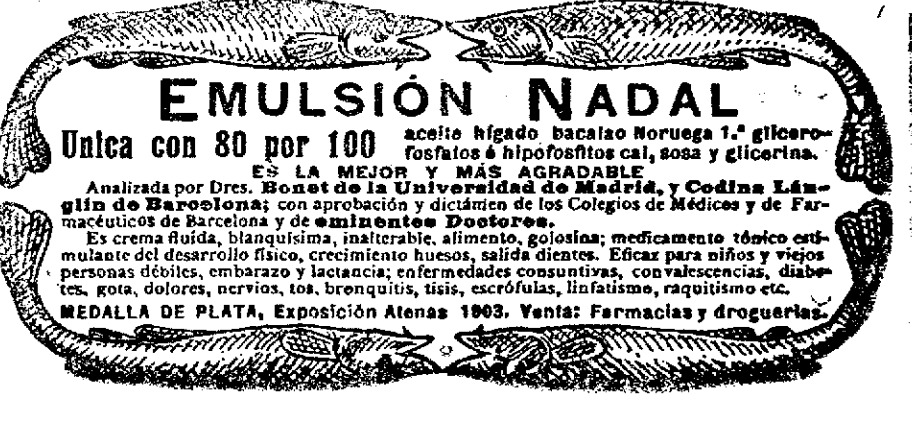 EMULSIÓN NADAL
Unica con 80 por 100 aceite hígado bacalao Noruega 1.ª glicero-
fosfatos é hipofosfitos cal, sosa y glicerina.
ES LA MEJOR Y MÁS AGRADABLE
Analizada por Dres. Bonet de la Universidad de Madrid, y Codina Län-
glin de Barcelona; con aprobación y dictámen de los Colegios de Médicos y de Far-
macéuticos de Barcelona y de eminentes Doctores.
Es crema fluída, blanquísima, inalterable, alimento, golosina; medicamento tónico esti-
mulante del desarrollo físico, crecimiento huesos, salida dientes. Eficaz para niños y viejos
personas débiles, embarazo y lactancia; enfermedades consuntivas, convalescencias, diabe-
tes, gota, dolores, nervios, tos, bronquitis, tisis, escrófulas, linfatismo, raquitismo etc.
MEDALLA DE PLATA, Exposición Atenas 1903. Venta: Farmacias y droguerías.